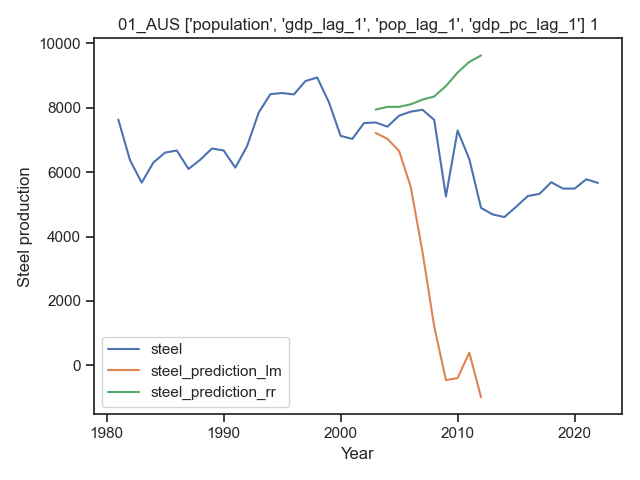 01_AUS ['population', 'gdp_lag_1', 'pop_lag_1', 'gdp_pc_lag_1'] 1
10000
8000
6000
4000
2000
0
Steel production
steel
steel_prediction_lm
steel_prediction_rr
1980 1990 2000 2010 2020
Year